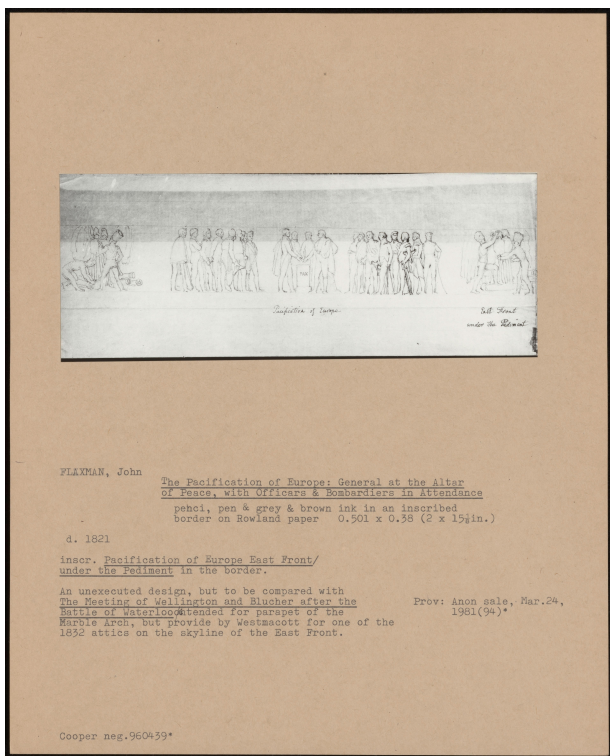 Pacification of Europe
East Front
under the Pediment
FLAXMAN, John
The Pacification of Europe: General at the Altar
of Peace, with Officars & Bombardiers in Attendance
pehci, pen & grey & brown ink in an inscribed
border on Rowland paper 0.501 x 0.38 (2 x 15⅛in.)
d. 1821
inscr. Pacification of Europe East Front/
under the Pediment in the border.
An unexecuted design, but to be compared with
The Meeting of Wellington and Blucher after the
Battle of Waterloo intended for parapet of the
Marble Arch, but provide by Westmacott for one of the
1832 attics on the skyline of the East Front.
Prov: Anon sale, Mar.24,
1981(94)*
Cooper neg.960439*